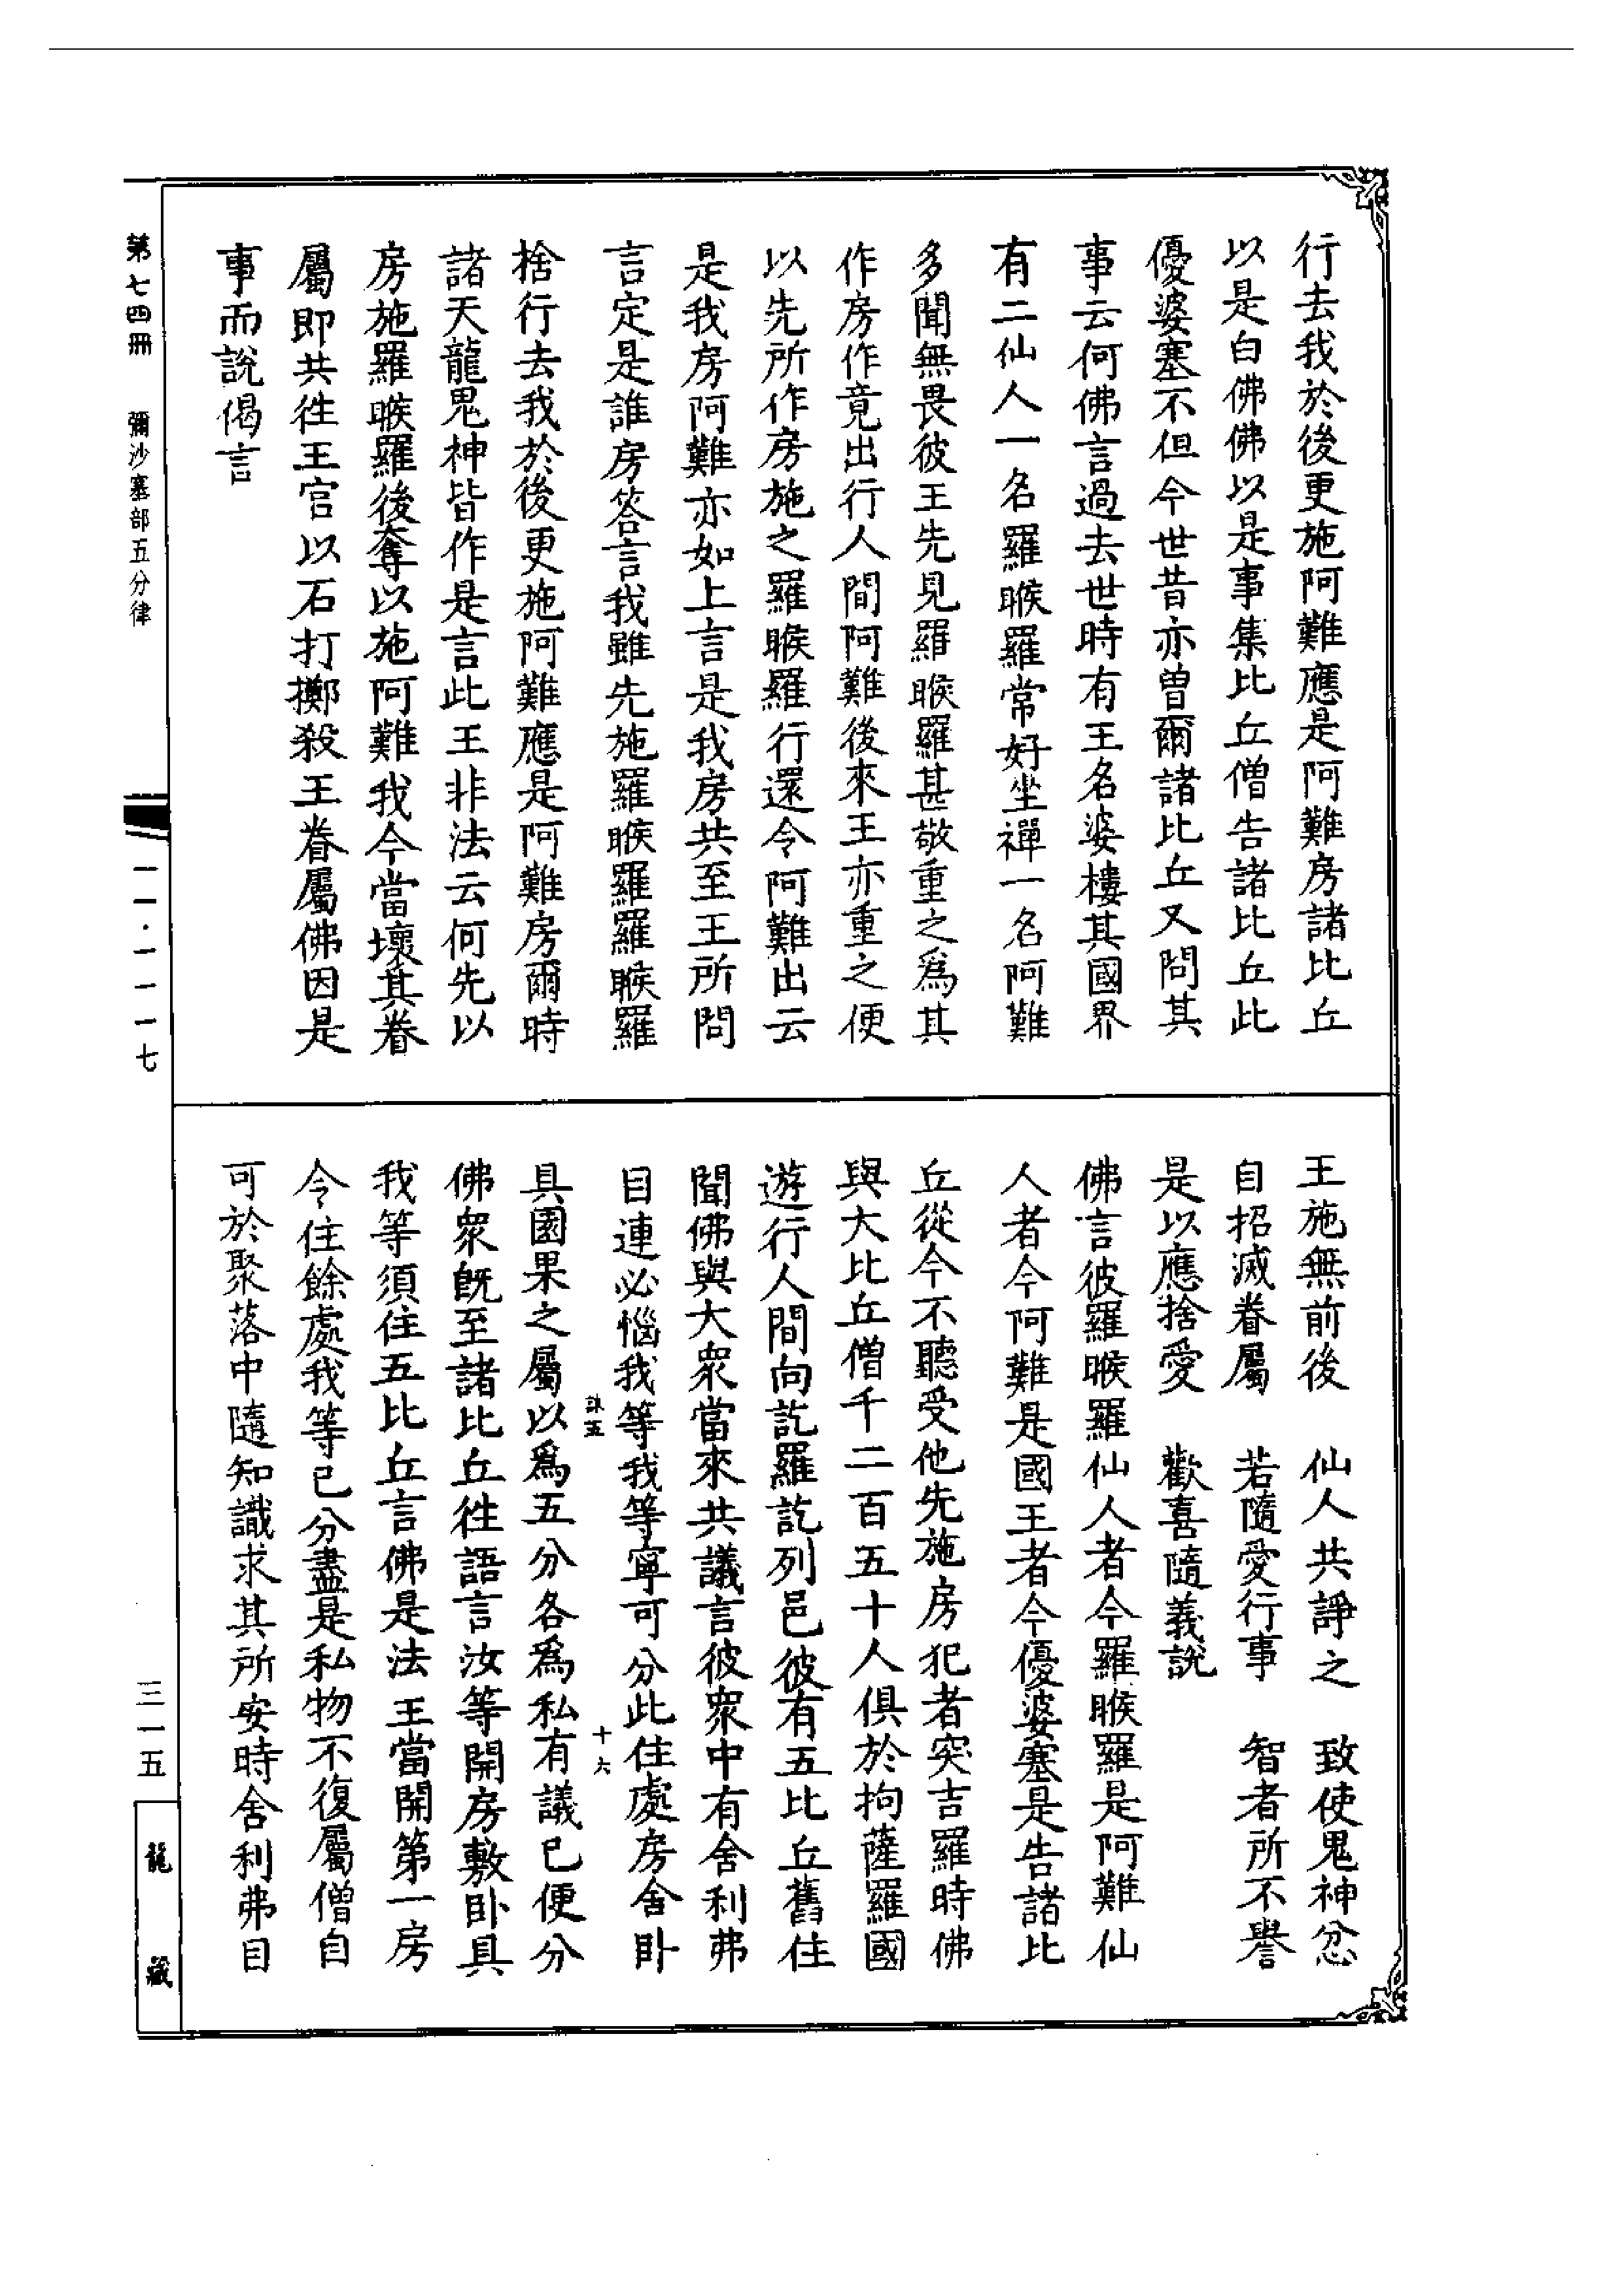 行去我於後更施阿難應是阿難房諸比丘
以是白佛佛以是事集比丘僧告諸比丘此
優婆塞不但今世昔亦曾爾諸比丘又問其
事云何佛言過去世時有王名婆樓其國界
有二仙人一名羅睺羅常好坐禪一名阿難
多聞無畏彼王先見羅睺羅甚敬重之爲其
作房作竟出行人間阿難後來王亦重之便
以先所作房施之羅睺羅行還令阿難出云
是我房阿難亦如上言是我房共至王所問
言定是誰房答言我雖先施羅睺羅羅睺羅
捨行去我於後更施阿難應是阿難房爾時
諸天龍鬼神皆作是言此王非法云何先以
房施羅睺羅後奪以施阿難我今當壞其眷
屬即共徃王宮以石打擲殺王眷屬佛因是
事而說偈言
王施無前後　仙人共諍之　致使鬼神忿
自招滅眷屬　若隨愛行事　智者所不譽
是以應捨愛　歡喜隨義說
佛言彼羅睺羅仙人者今羅睺羅是阿難仙
人者今阿難是國王者今優婆塞是告諸比
丘從今不聽受他先施房犯者突吉羅時佛
與大比丘僧千二百五十人俱於拘薩羅國
遊行人間向訖羅訖列邑彼有五比丘舊住
聞佛與大衆當來共議言彼衆中有舍利弗
目連必惱我等我等寧可分此住處房舍卧
具園果之屬以爲五分各爲私有議已便分
佛衆旣至諸比丘徃語言汝等開房敷卧具
我等須住五比丘言佛是法王當開第一房
令住餘處我等已分盡是私物不復屬僧自
可於聚落中隨知識求其所安時舍利弗目
十六
第七四冊　彌沙塞部五分律
一一·一一一七
三一五
龍藏